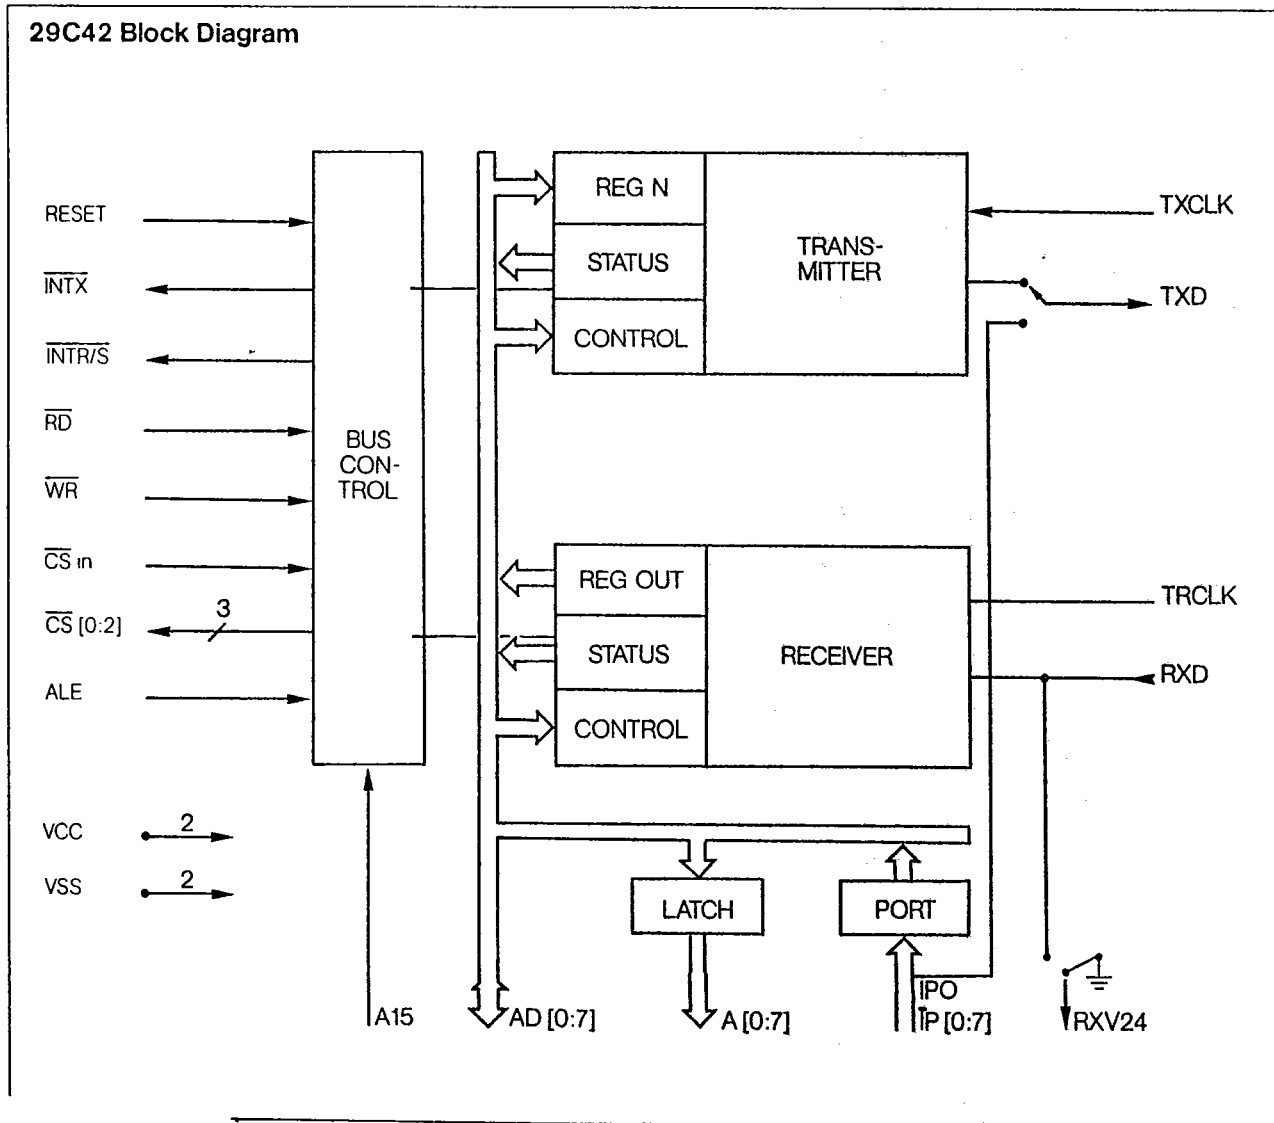 29C42 Block Diagram
RESET
INTX
INTR/S
RD
WR
CS in
CS [0:2]
3
ALE
VCC
2
VSS
2
BUS
CON-
TROL
A15
REG N
STATUS
CONTROL
TRANS-
MITTER
TXCLK
TXD
REG OUT
STATUS
CONTROL
RECEIVER
TRCLK
RXD
LATCH
PORT
AD [0:7]
A [0:7]
IPO
IP [0:7]
RXV24